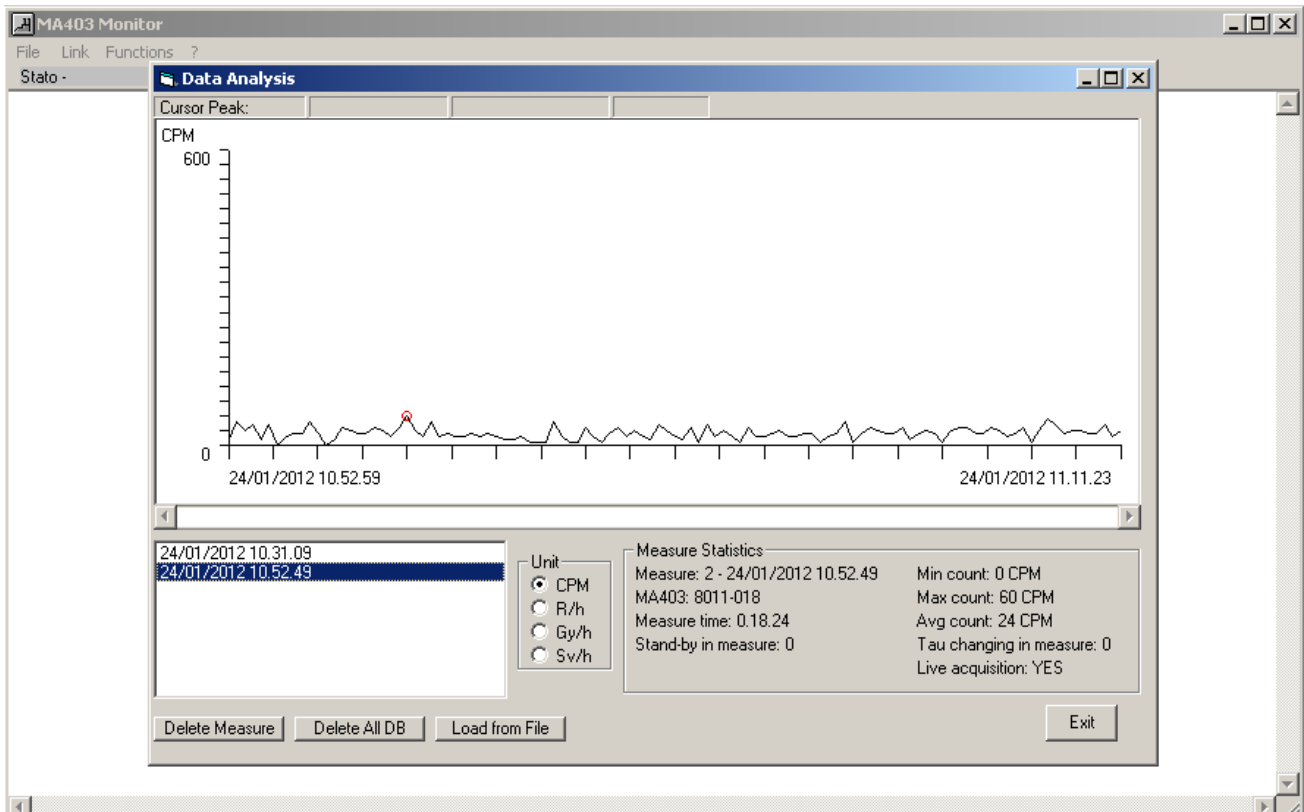 MA403 Monitor
File Link Functions ?
Stato -
Data Analysis
Cursor Peak:
CPM
600
0
24/01/2012 10.52.59
24/01/2012 11.11.23
24/01/2012 10.31.09
24/01/2012 10.52.49
Unit
CPM
R/h
Gy/h
Sv/h
Measure Statistics
Measure: 2 - 24/01/2012 10.52.49
MA403: 8011-018
Measure time: 0.18.24
Stand-by in measure: 0
Min count: 0 CPM
Max count: 60 CPM
Avg count: 24 CPM
Tau changing in measure: 0
Live acquisition: YES
Delete Measure
Delete All DB
Load from File
Exit